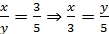 x/y = 3/5 ⇒ x/3 = y/5